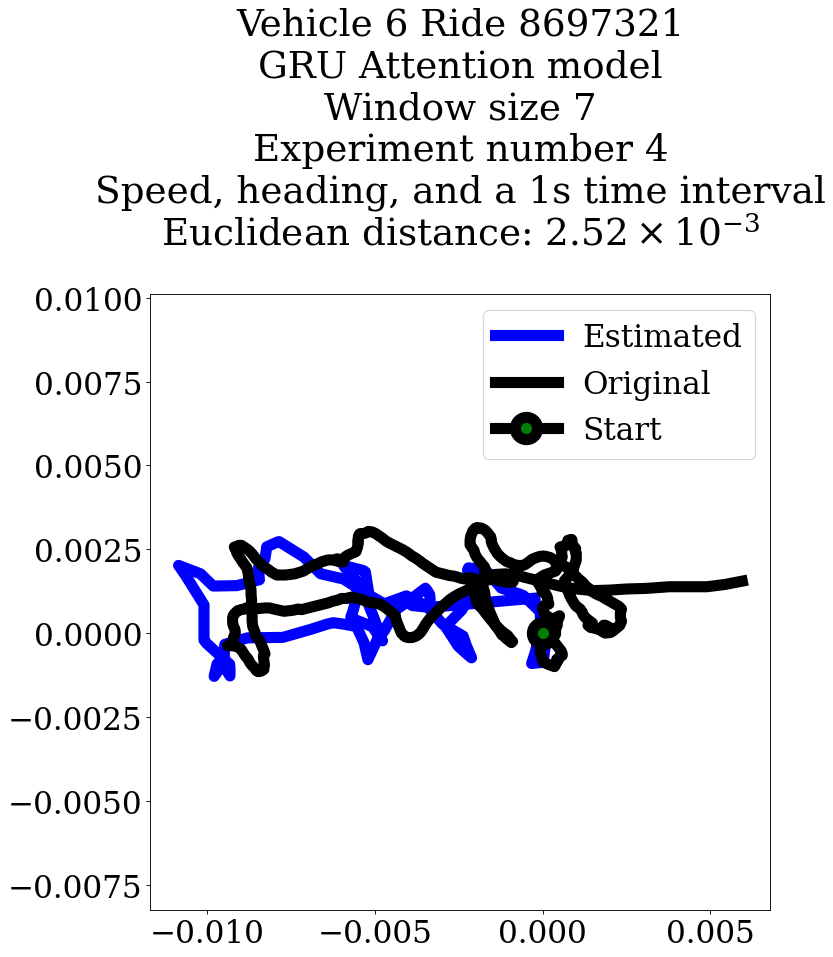 Vehicle 6 Ride 8697321
GRU Attention model
Window size 7
Experiment number 4
Speed, heading, and a 1s time interval
Euclidean distance: 2.52 × 10⁻³
Estimated
Original
Start
0.0100
0.0075
0.0050
0.0025
0.0000
−0.0025
−0.0050
−0.0075
−0.010 −0.005 0.000 0.005